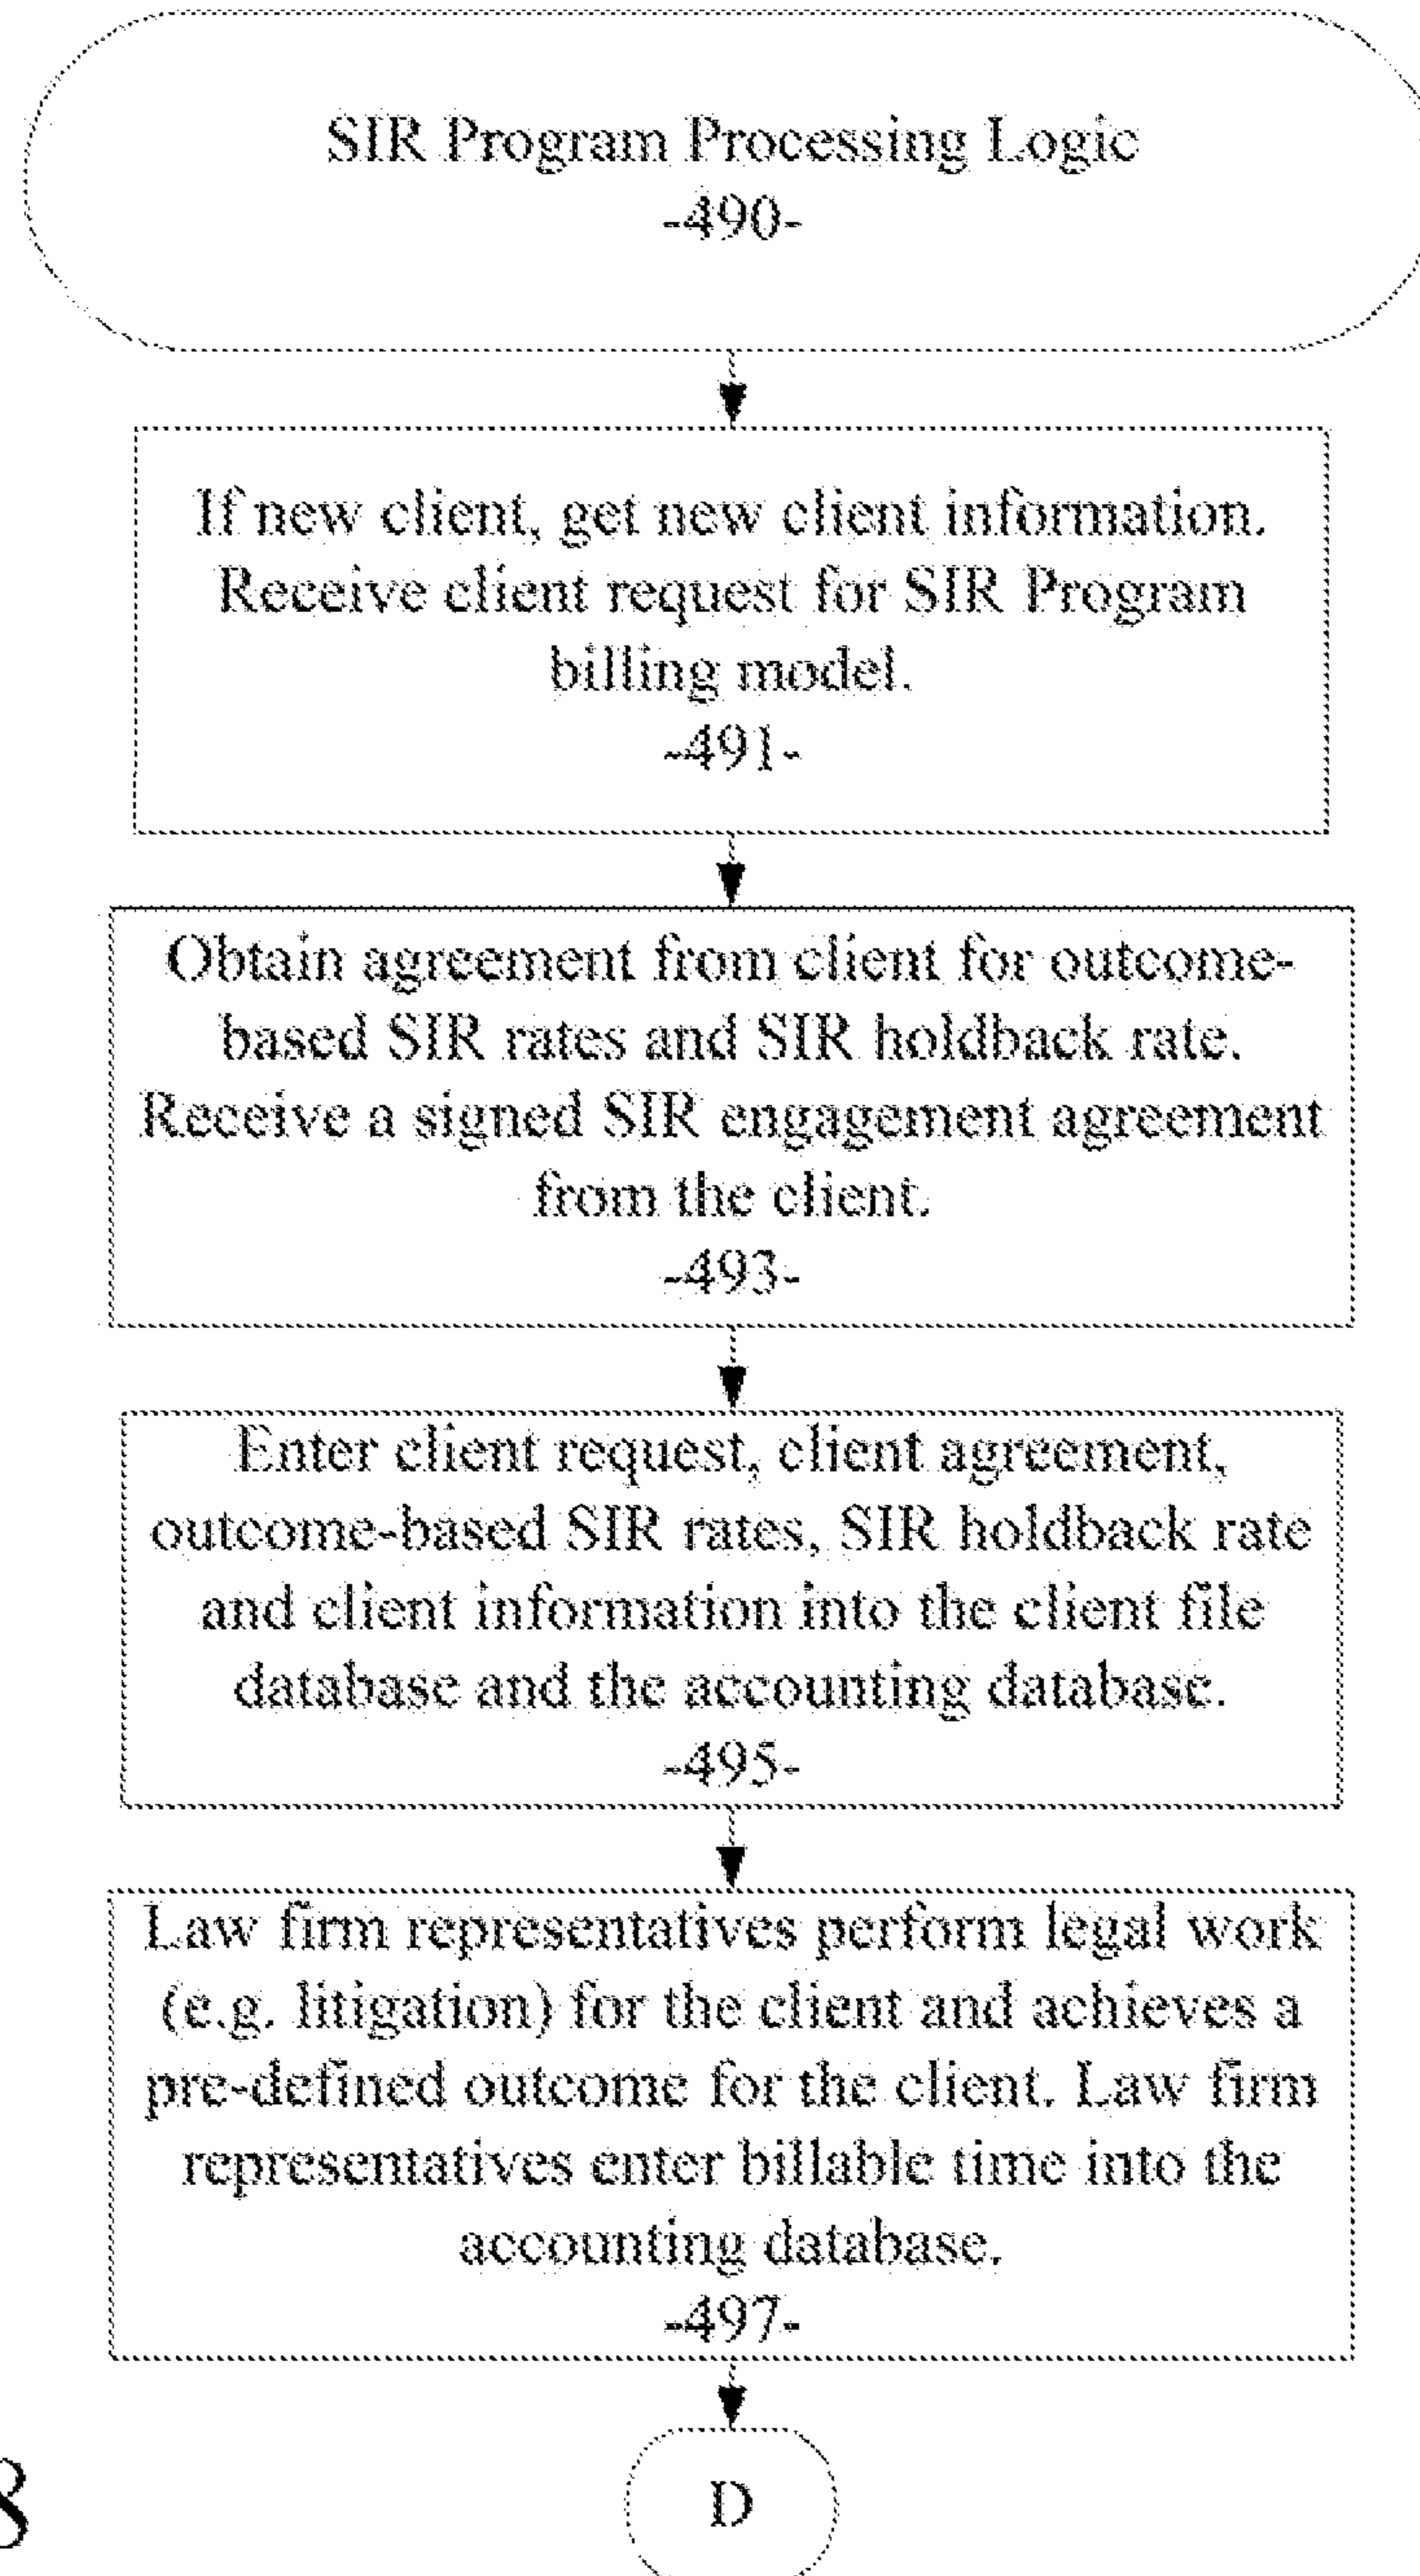 SIR Program Processing Logic
-490-
If new client, get new client information.
Receive client request for SIR Program
billing model.
-491-
Obtain agreement from client for outcome-
based SIR rates and SIR holdback rate.
Receive a signed SIR engagement agreement
from the client.
-493-
Enter client request, client agreement,
outcome-based SIR rates, SIR holdback rate
and client information into the client file
database and the accounting database.
-495-
Law firm representatives perform legal work
(e.g. litigation) for the client and achieves a
pre-defined outcome for the client. Law firm
representatives enter billable time into the
accounting database.
-497-
D
8